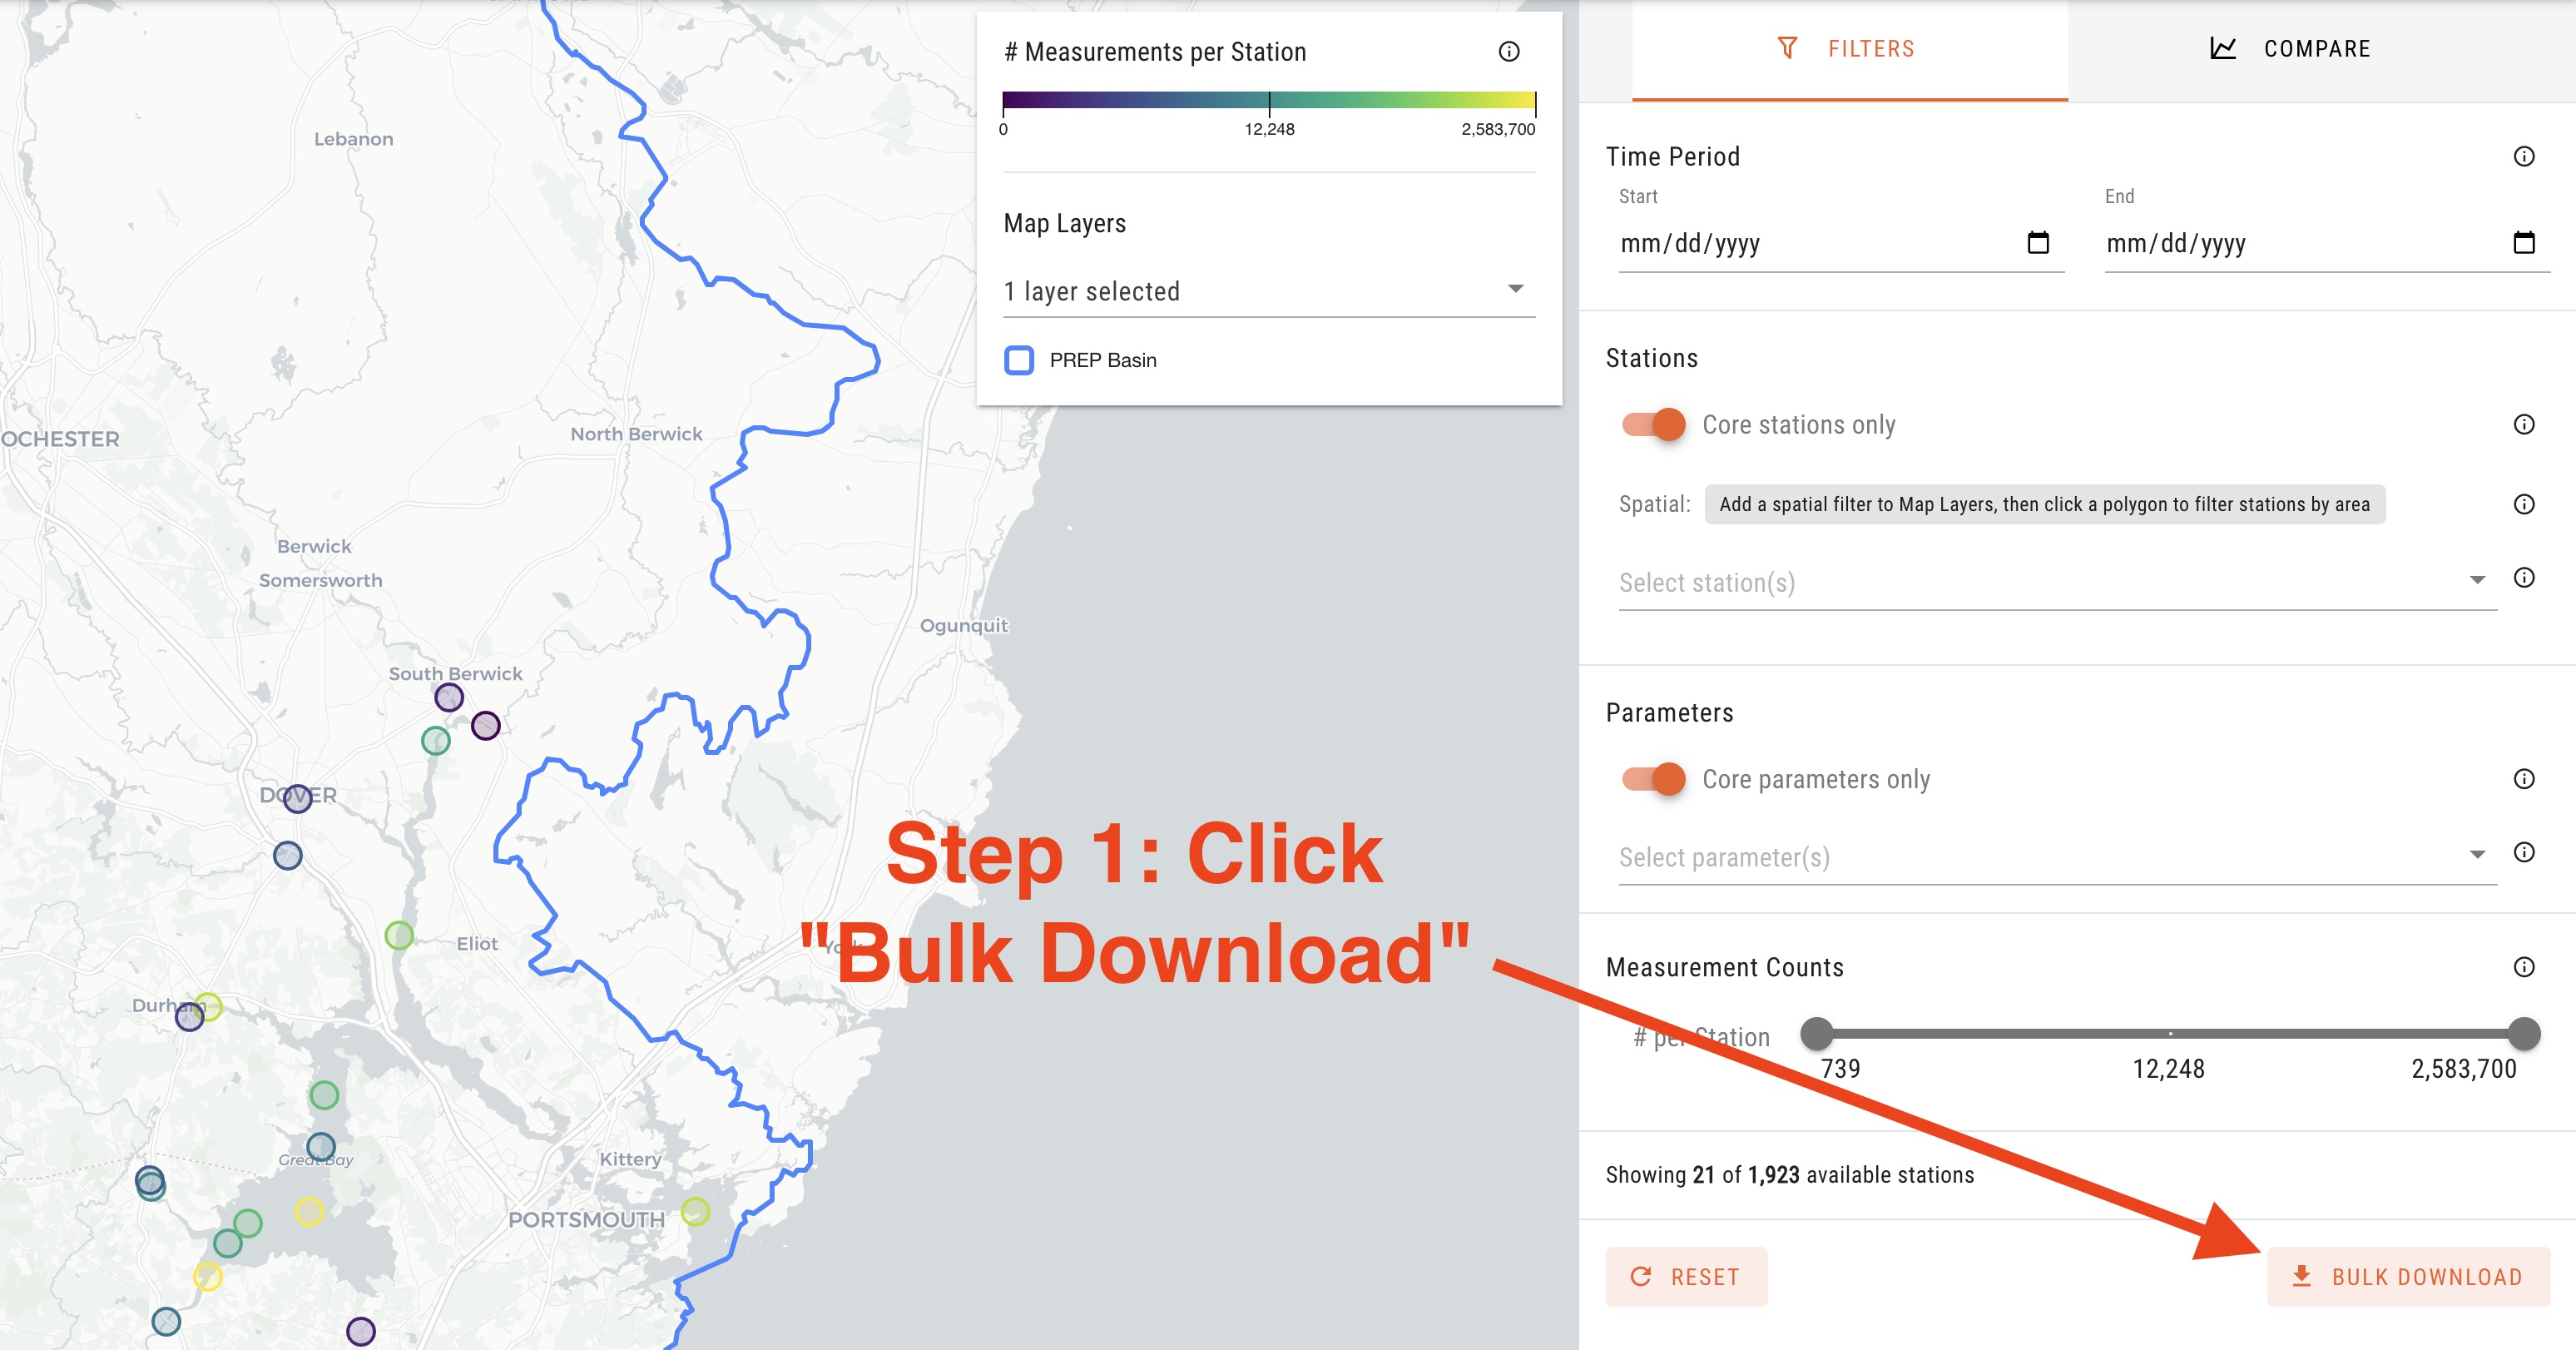 # Measurements per Station
0 12,248 2,583,700
Map Layers
1 layer selected
PREP Basin
Lebanon
OCHESTER
North Berwick
Berwick
Somersworth
Ogunquit
South Berwick
DOVER
Eliot
Durham
Great Bay
Kittery
PORTSMOUTH
Step 1: Click
"Bulk Download"
FILTERS
COMPARE
Time Period
Start End
mm/dd/yyyy mm/dd/yyyy
Stations
Core stations only
Spatial: Add a spatial filter to Map Layers, then click a polygon to filter stations by area
Select station(s)
Parameters
Core parameters only
Select parameter(s)
Measurement Counts
# per Station
739 12,248 2,583,700
Showing 21 of 1,923 available stations
RESET
BULK DOWNLOAD